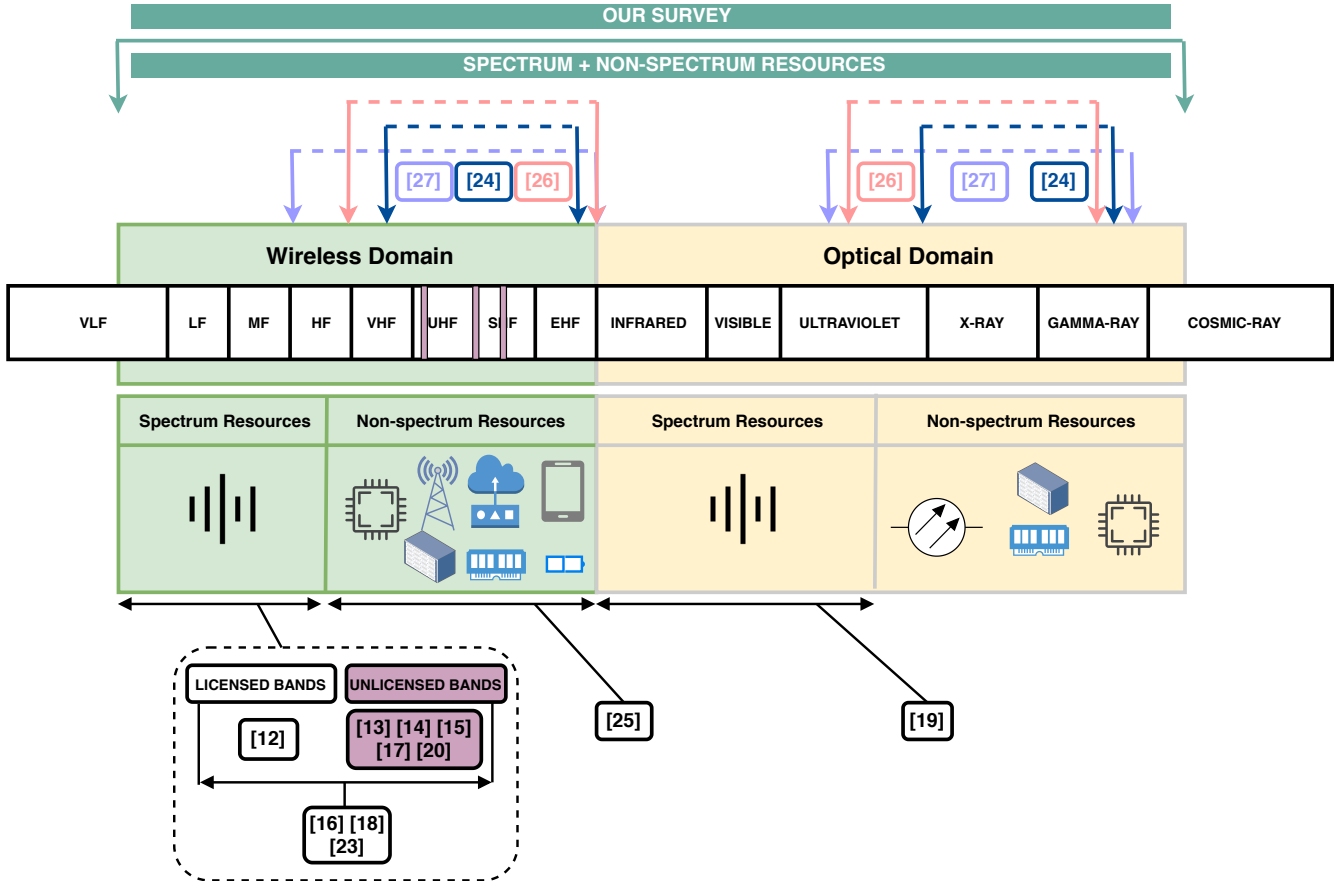 OUR SURVEY
SPECTRUM + NON-SPECTRUM RESOURCES
[27] [24] [26]
[26] [27] [24]
Wireless Domain
Optical Domain
VLF LF MF HF VHF UHF SHF EHF INFRARED VISIBLE ULTRAVIOLET X-RAY GAMMA-RAY COSMIC-RAY
Spectrum Resources Non-spectrum Resources Spectrum Resources Non-spectrum Resources
LICENSED BANDS UNLICENSED BANDS
[12]
[13] [14] [15]
[17] [20]
[16] [18]
[23]
[25]
[19]